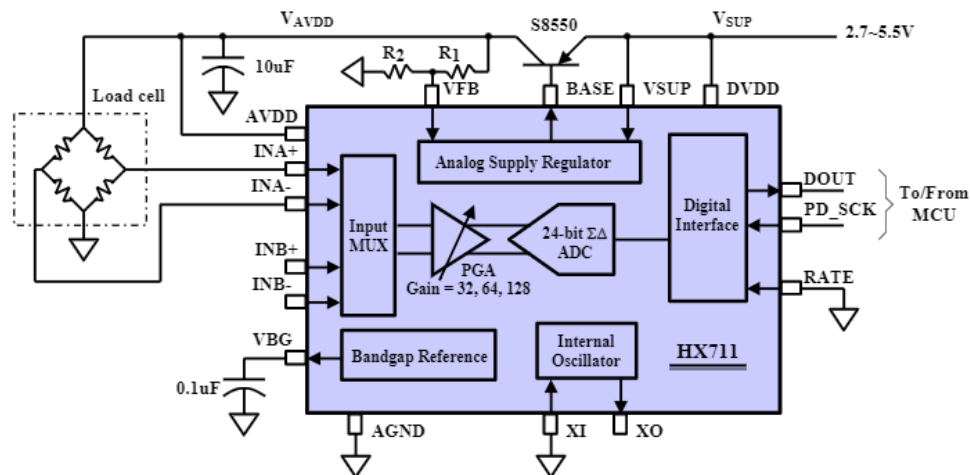 V_AVDD
S8550
V_SUP
2.7~5.5V
R2
R1
10uF
VFB
BASE
VSUP
DVDD
Load cell
AVDD
INA+
INA-
INB+
INB-
VBG
0.1uF
Analog Supply Regulator
Input
MUX
PGA
Gain = 32, 64, 128
24-bit ΣΔ
ADC
Digital
Interface
DOUT
PD_SCK
To/From
MCU
RATE
Bandgap Reference
Internal
Oscillator
HX711
AGND
XI
XO